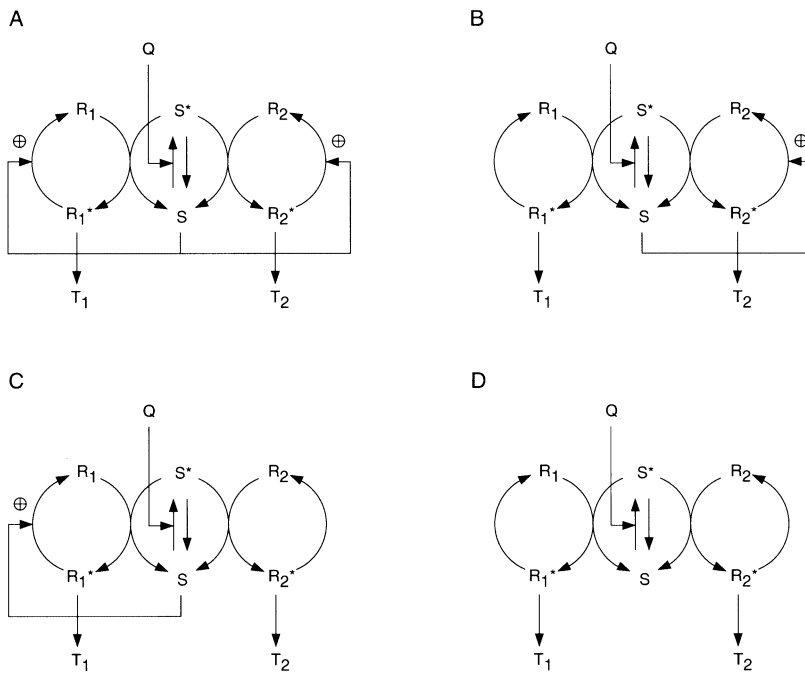 A
B
Q
Q
R1 S* R2
R1 S* R2
⊕ ⊕
⊕
R1* S R2*
R1* S R2*
T1 T2
T1 T2
C
D
Q
Q
R1 S* R2
R1 S* R2
⊕
R1* S R2*
R1* S R2*
T1 T2
T1 T2